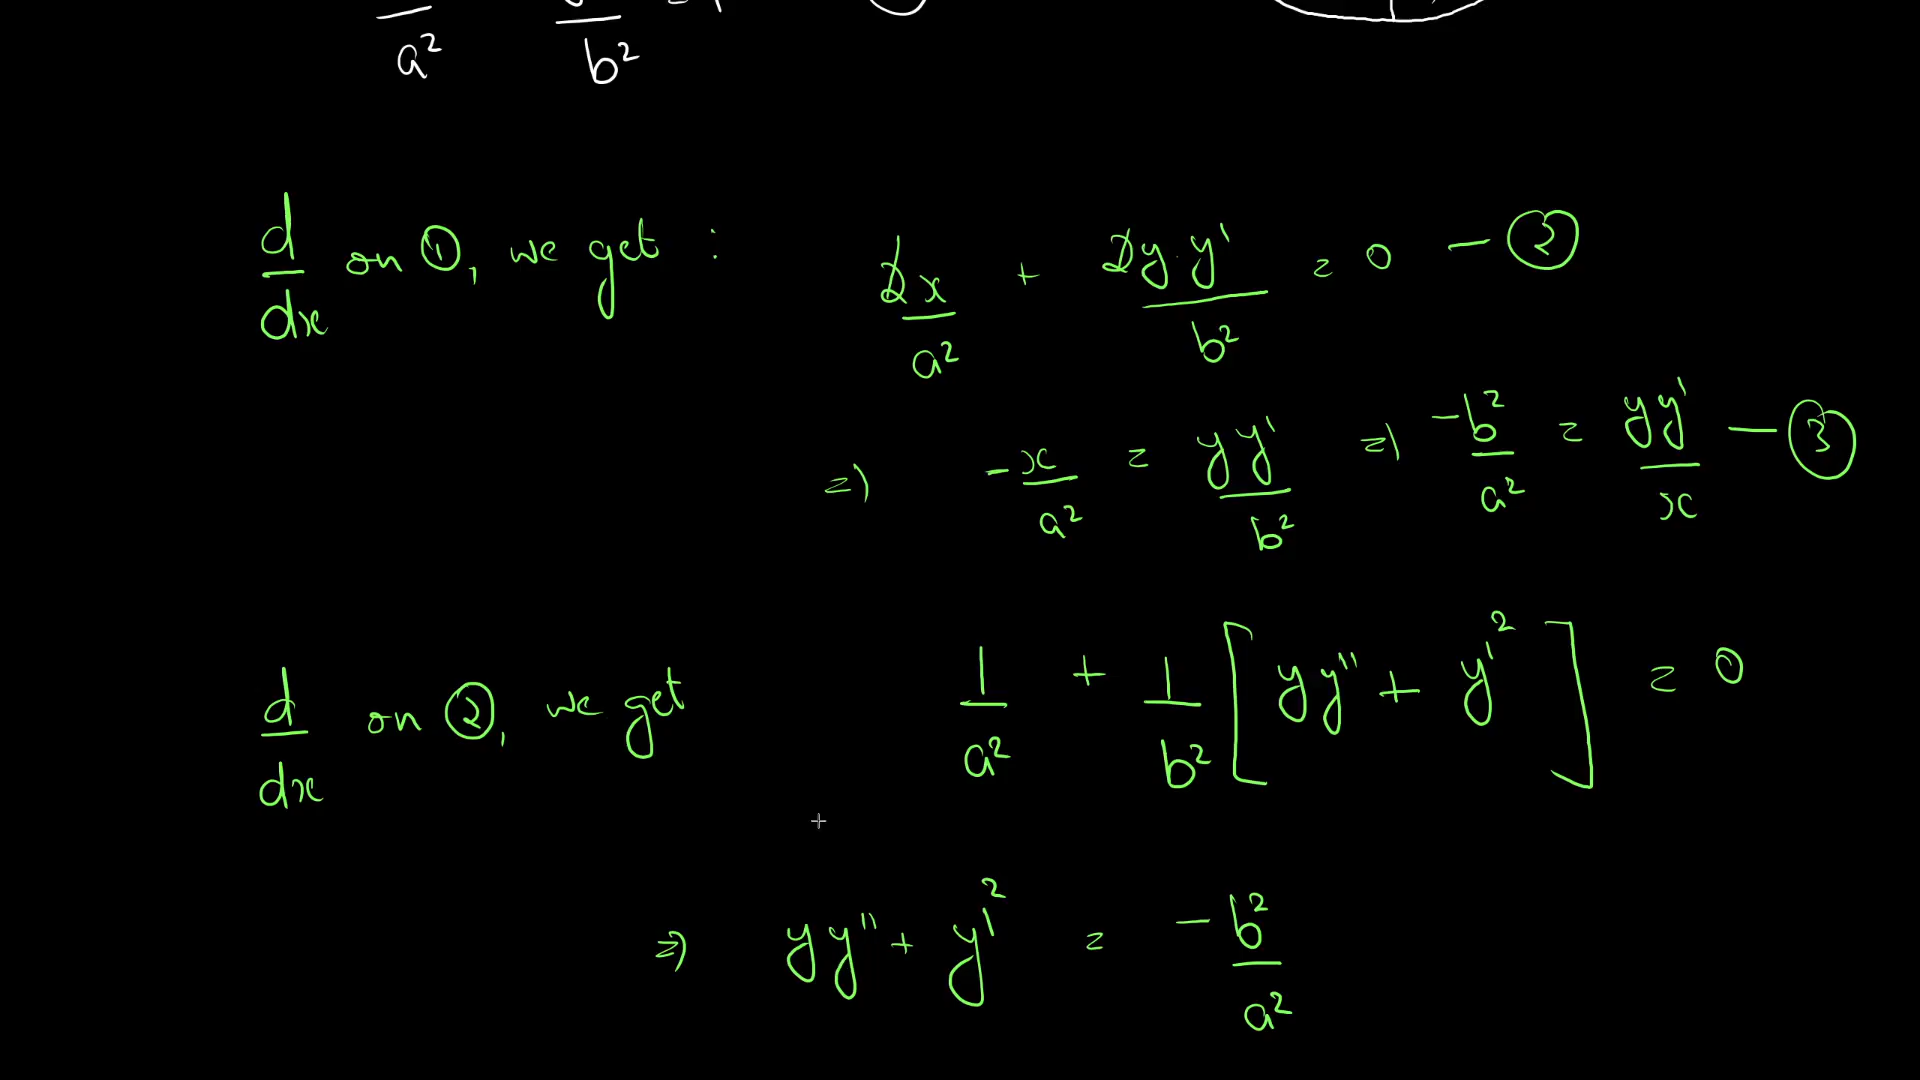 a² b²
d/dx on ①, we get : 2x/a² + 2yy'/b² = 0 — ②
=> -x/a² = yy'/b² => -b²/a² = yy'/x — ③
d/dx on ②, we get 1/a² + 1/b² [ yy'' + y'² ] = 0
=> yy'' + y'² = -b²/a²